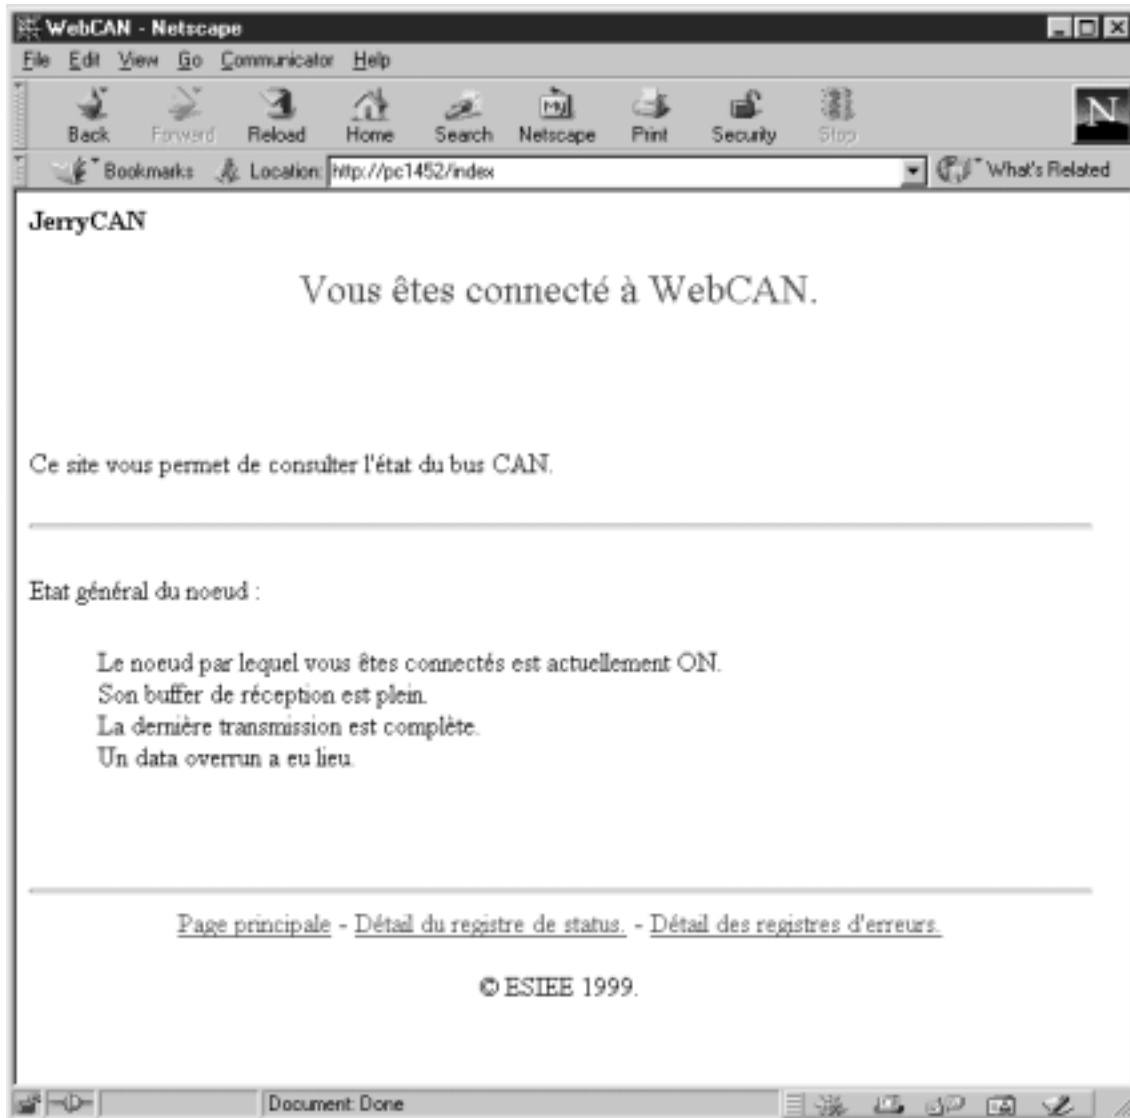 WebCAN - Netscape
File Edit View Go Communicator Help
Back Forward Reload Home Search Netscape Print Security Stop
Bookmarks Location: http://pc1452/index What's Related
JerryCAN
Vous êtes connecté à WebCAN.
Ce site vous permet de consulter l'état du bus CAN.
Etat général du noeud :
Le noeud par lequel vous êtes connectés est actuellement ON.
Son buffer de réception est plein.
La dernière transmission est complète.
Un data overrun a eu lieu.
Page principale - Détail du registre de status. - Détail des registres d'erreurs.
© ESIEE 1999.
Document: Done